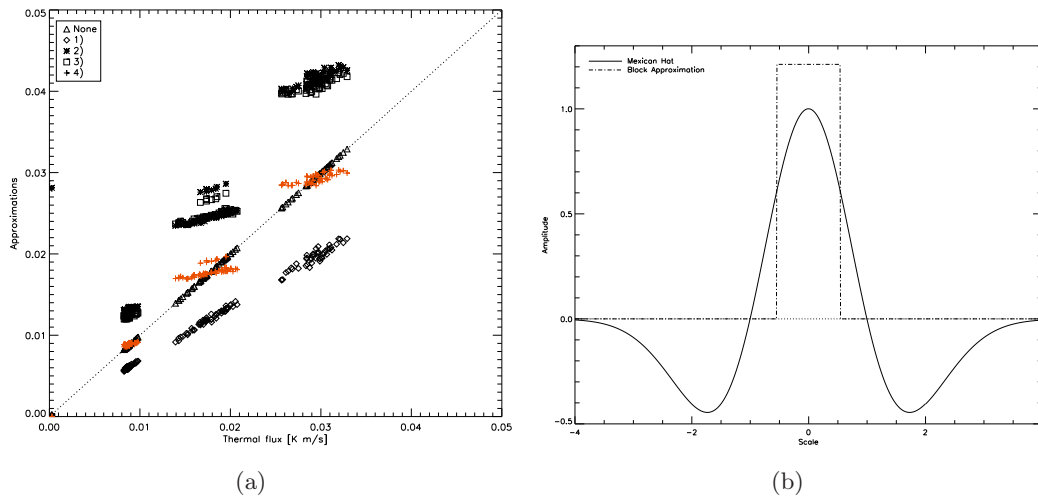 0.05
0.04
0.03
0.02
0.01
0.00
Approximations
None
1)
2)
3)
4)
0.00 0.01 0.02 0.03 0.04 0.05
Thermal flux [K m/s]
(a)
Mexican Hat
Block Approximation
1.0
0.5
0.0
-0.5
Amplitude
-4 -2 0 2
Scale
(b)